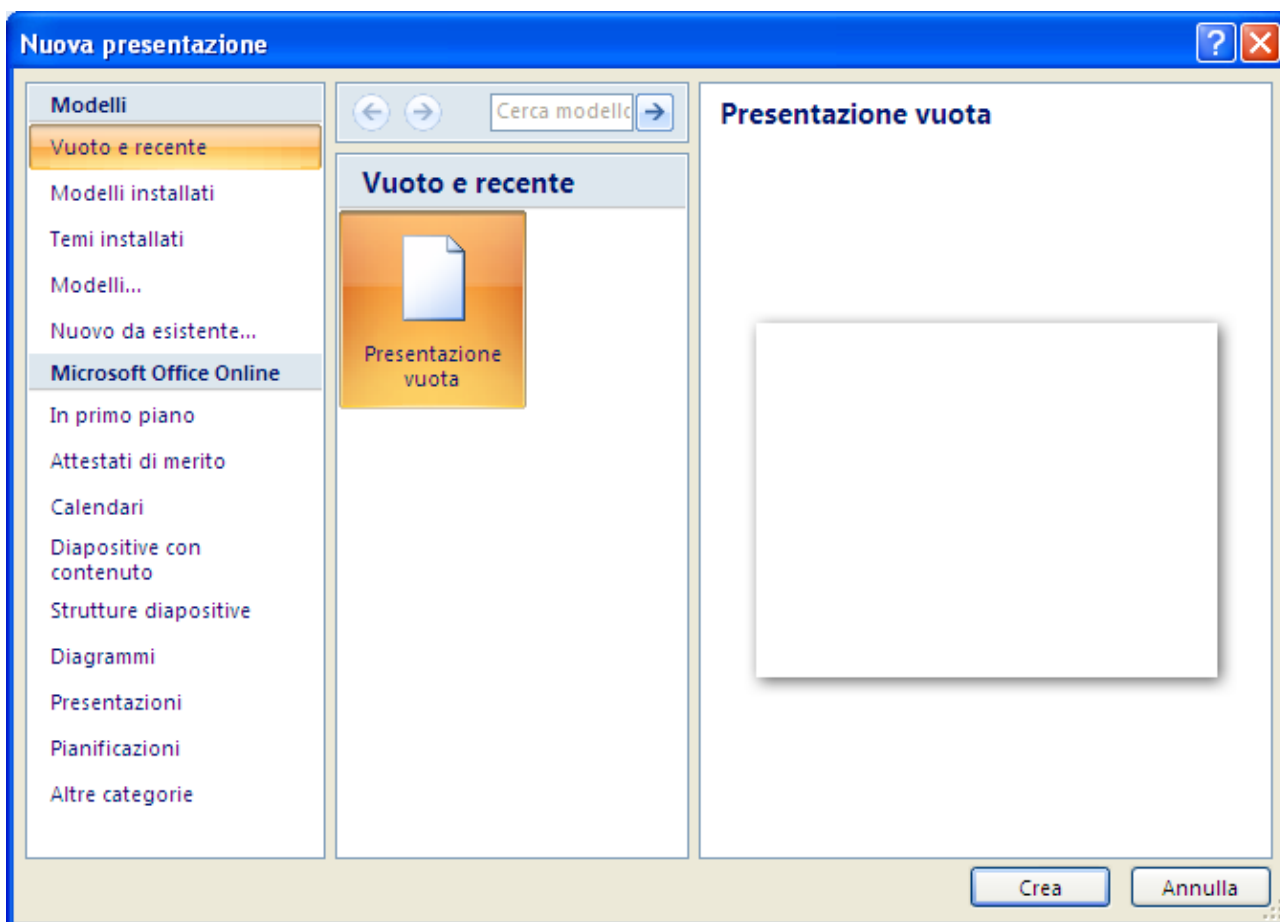 Nuova presentazione
Modelli
Vuoto e recente
Modelli installati
Temi installati
Modelli...
Nuovo da esistente...
Microsoft Office Online
In primo piano
Attestati di merito
Calendari
Diapositive con
contenuto
Strutture diapositive
Diagrammi
Presentazioni
Pianificazioni
Altre categorie
Cerca modello
Vuoto e recente
Presentazione
vuota
Presentazione vuota
Crea
Annulla